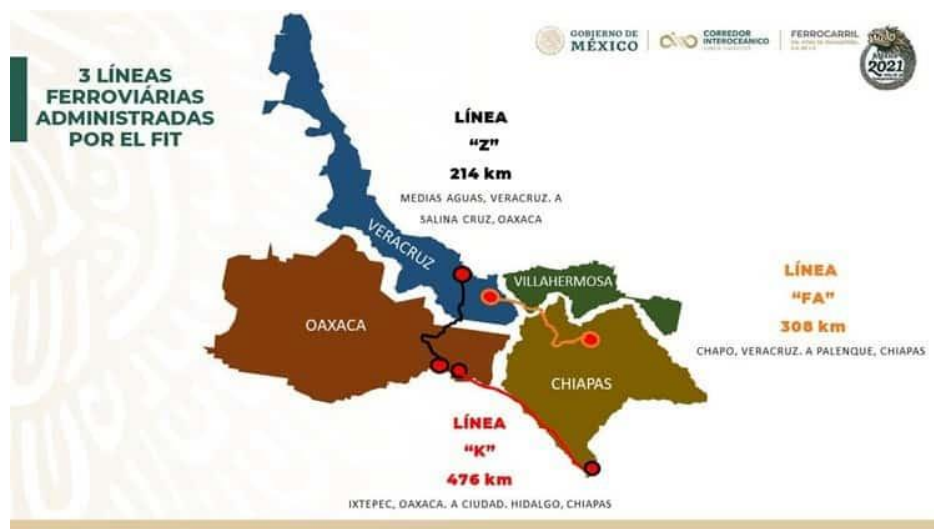 GOBIERNO DE
MÉXICO
CORREDOR
INTEROCEÁNICO
FERROCARRIL
México
2021
3 LÍNEAS
FERROVIÁRIAS
ADMINISTRADAS
POR EL FIT
LÍNEA
“Z”
214 km
MEDIAS AGUAS, VERACRUZ. A
SALINA CRUZ, OAXACA
VERACRUZ
VILLAHERMOSA
OAXACA
CHIAPAS
LÍNEA
“FA”
308 km
CHAPO, VERACRUZ. A PALENQUE, CHIAPAS
LÍNEA
“K”
476 km
IXTEPEC, OAXACA. A CIUDAD. HIDALGO, CHIAPAS